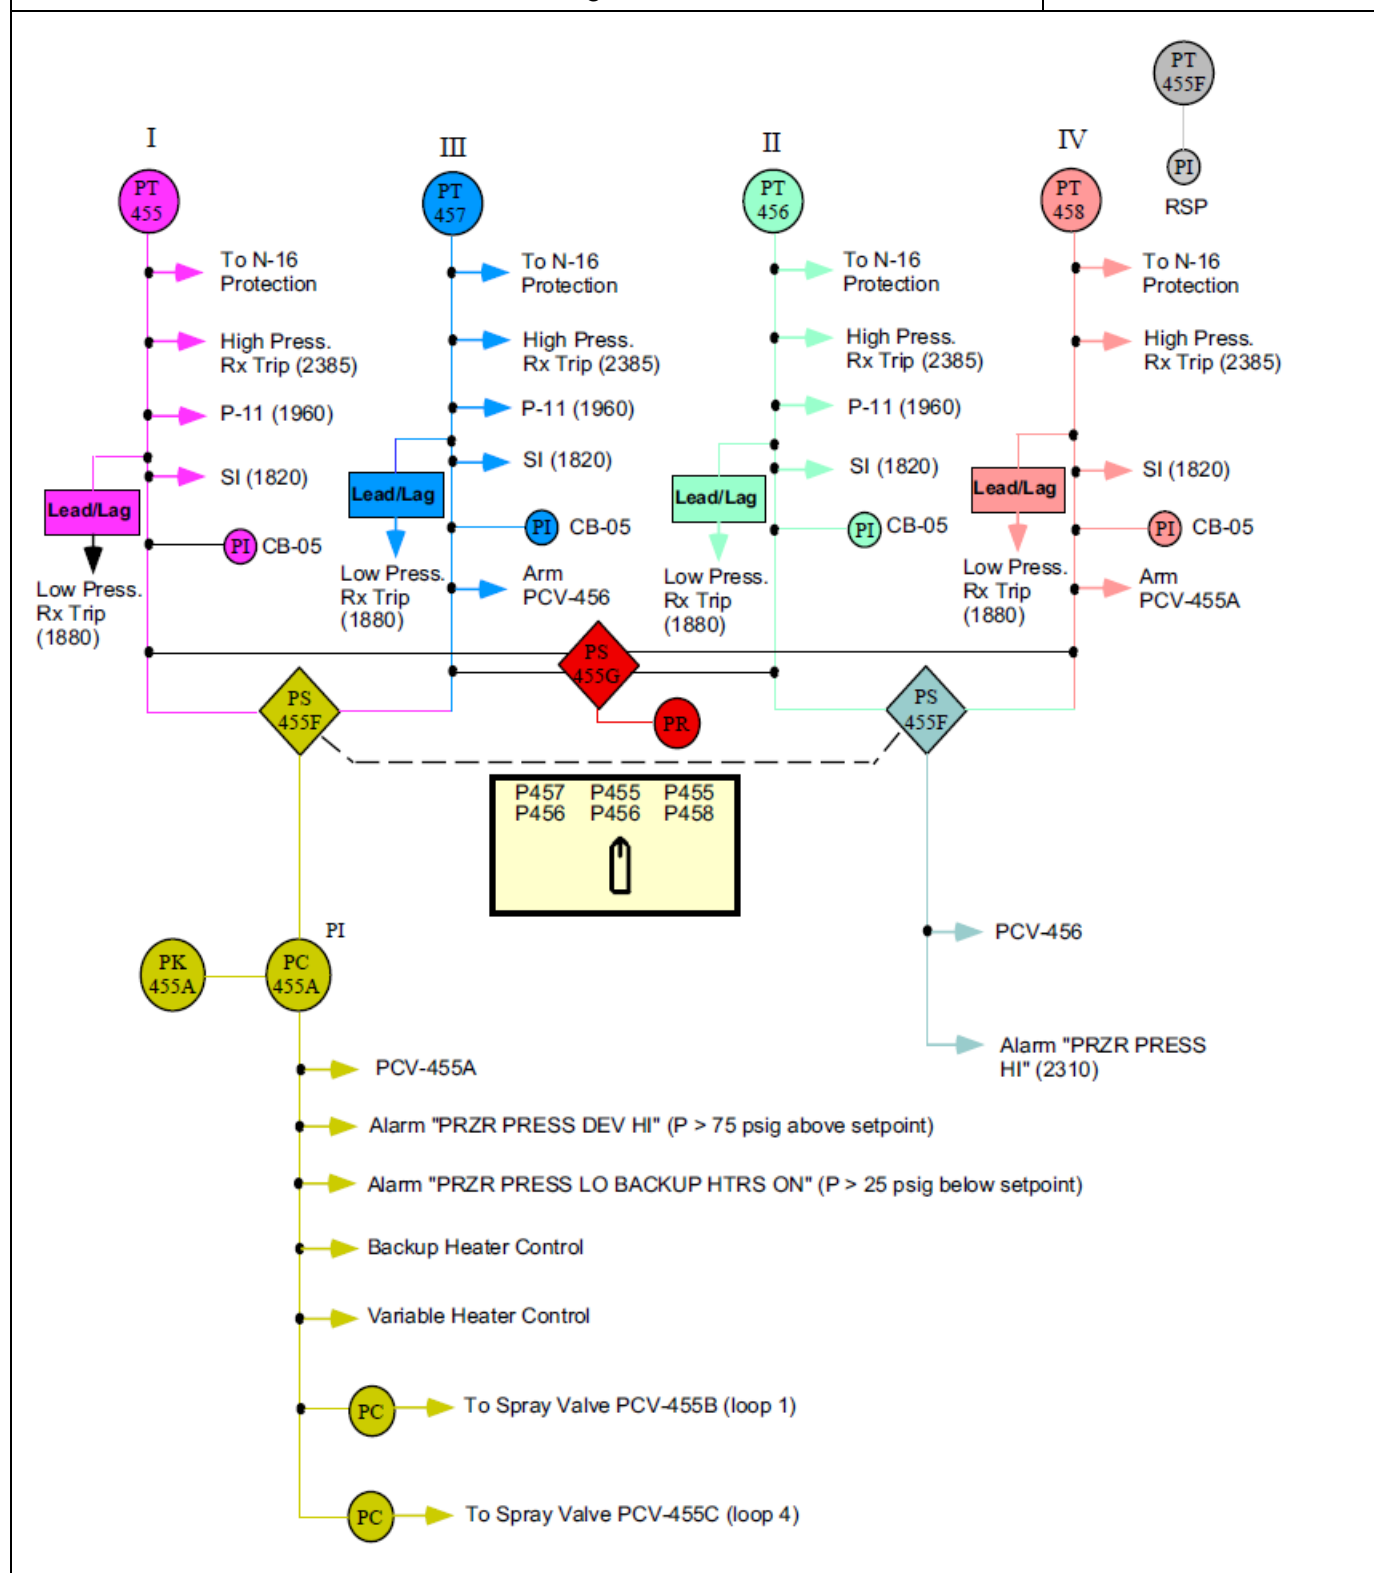 PT
455F
PI
RSP
I
III
II
IV
PT
455
PT
457
PT
456
PT
458
To N-16
Protection
High Press.
Rx Trip (2385)
P-11 (1960)
SI (1820)
Lead/Lag
PI CB-05
Low Press.
Rx Trip
(1880)
To N-16
Protection
High Press.
Rx Trip (2385)
P-11 (1960)
SI (1820)
Lead/Lag
PI CB-05
Low Press.
Rx Trip
(1880)
Arm
PCV-456
To N-16
Protection
High Press.
Rx Trip (2385)
P-11 (1960)
SI (1820)
Lead/Lag
PI CB-05
Low Press.
Rx Trip
(1880)
To N-16
Protection
High Press.
Rx Trip (2385)
SI (1820)
Lead/Lag
PI CB-05
Low Press.
Rx Trip
(1880)
Arm
PCV-455A
PS
455G
PR
PS
455F
PS
455F
P457 P455 P455
P456 P456 P458
PI
PK
455A
PC
455A
PCV-456
Alarm "PRZR PRESS
HI" (2310)
PCV-455A
Alarm "PRZR PRESS DEV HI" (P > 75 psig above setpoint)
Alarm "PRZR PRESS LO BACKUP HTRS ON" (P > 25 psig below setpoint)
Backup Heater Control
Variable Heater Control
PC To Spray Valve PCV-455B (loop 1)
PC To Spray Valve PCV-455C (loop 4)